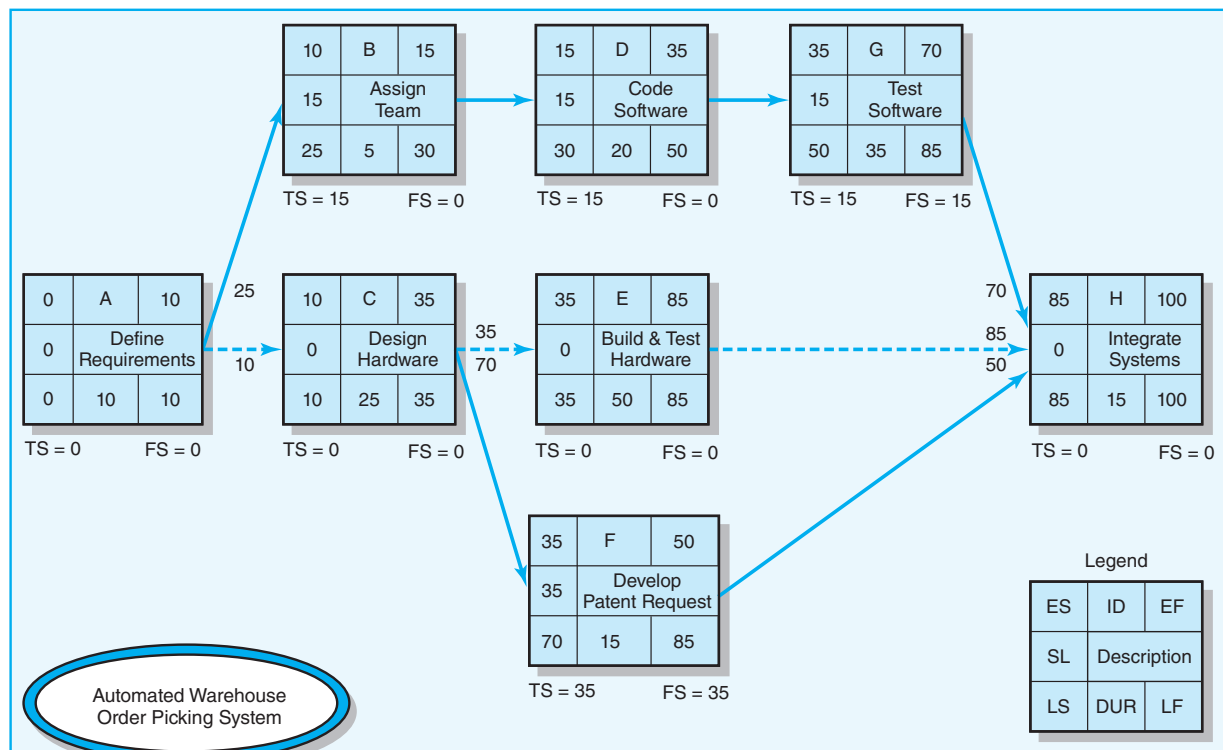 10 B 15
15 Assign
Team
25 5 30
TS = 15 FS = 0
15 D 35
15 Code
Software
30 20 50
TS = 15 FS = 0
35 G 70
15 Test
Software
50 35 85
TS = 15 FS = 15
0 A 10
0 Define
Requirements
0 10 10
TS = 0 FS = 0
25
10
10 C 35
0 Design
Hardware
10 25 35
TS = 0 FS = 0
35
70
35 E 85
0 Build & Test
Hardware
35 50 85
TS = 0 FS = 0
70
85
50
85 H 100
0 Integrate
Systems
85 15 100
TS = 0 FS = 0
35 F 50
35 Develop
Patent Request
70 15 85
TS = 35 FS = 35
Automated Warehouse
Order Picking System
Legend
ES ID EF
SL Description
LS DUR LF